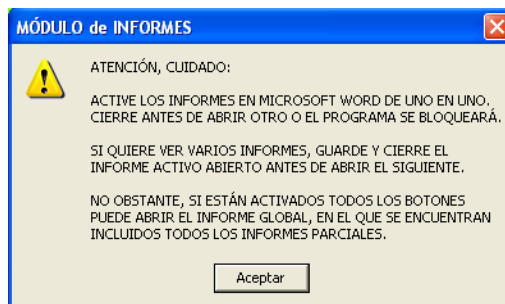 MÓDULO de INFORMES
ATENCIÓN, CUIDADO:
ACTIVE LOS INFORMES EN MICROSOFT WORD DE UNO EN UNO.
CIERRE ANTES DE ABRIR OTRO O EL PROGRAMA SE BLOQUEARÁ.
SI QUIERE VER VARIOS INFORMES, GUARDE Y CIERRE EL
INFORME ACTIVO ABIERTO ANTES DE ABRIR EL SIGUIENTE.
NO OBSTANTE, SI ESTÁN ACTIVADOS TODOS LOS BOTONES
PUEDE ABRIR EL INFORME GLOBAL, EN EL QUE SE ENCUENTRAN
INCLUIDOS TODOS LOS INFORMES PARCIALES.
Aceptar